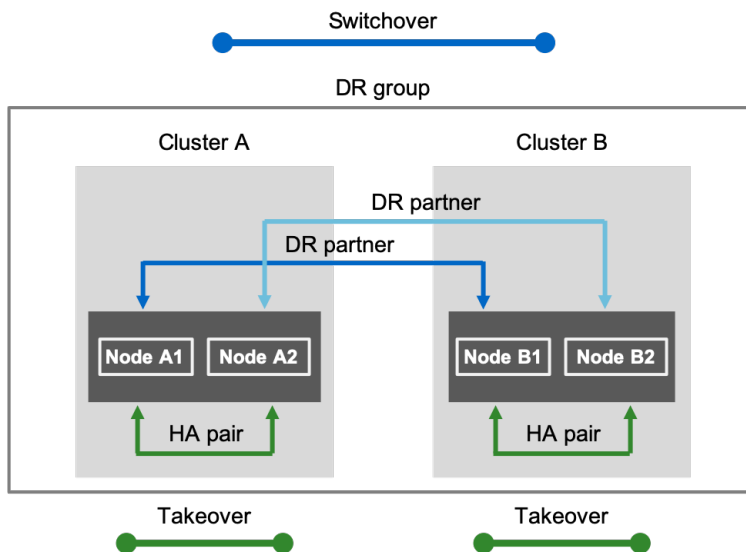 Switchover
DR group
Cluster A
Cluster B
DR partner
DR partner
Node A1
Node A2
Node B1
Node B2
HA pair
HA pair
Takeover
Takeover